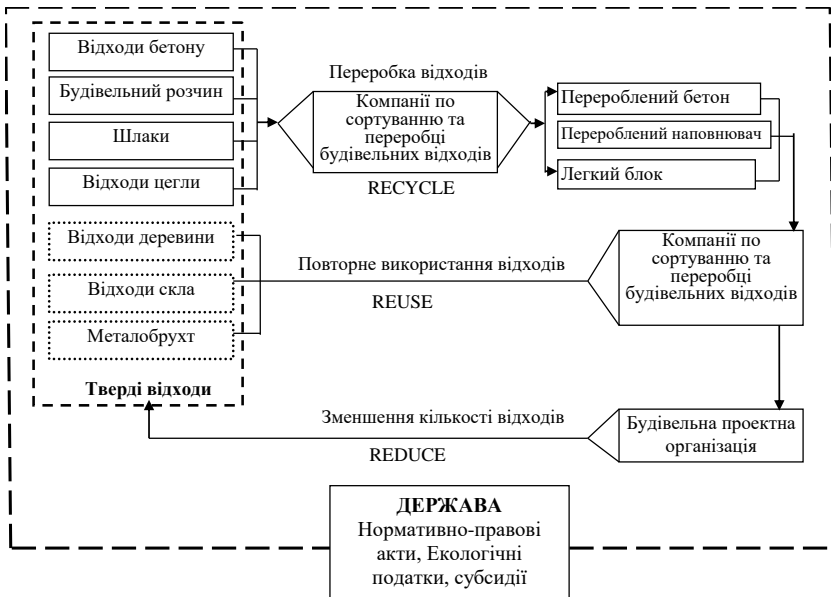 Відходи бетону
Будівельний розчин
Шлаки
Відходи цегли
Відходи деревини
Відходи скла
Металобрухт
Тверді відходи
Переробка відходів
Компанії по
сортуванню та
переробці
будівельних відходів
RECYCLE
Перероблений бетон
Перероблений наповнювач
Легкий блок
Компанії по
сортуванню та
переробці
будівельних відходів
Повторне використання відходів
REUSE
Зменшення кількості відходів
REDUCE
Будівельна проектна
організація
ДЕРЖАВА
Нормативно-правові
акти, Екологічні
податки, субсидії